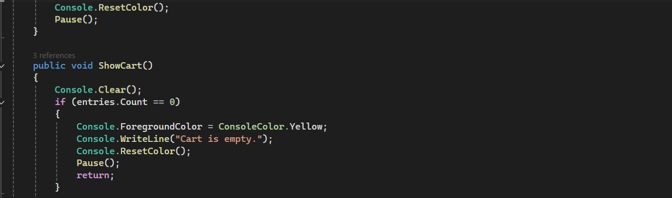 Console.ResetColor();
Pause();
}
3 references
public void ShowCart()
{
Console.Clear();
if (entries.Count == 0)
{
Console.ForegroundColor = ConsoleColor.Yellow;
Console.WriteLine("Cart is empty.");
Console.ResetColor();
Pause();
return;
}